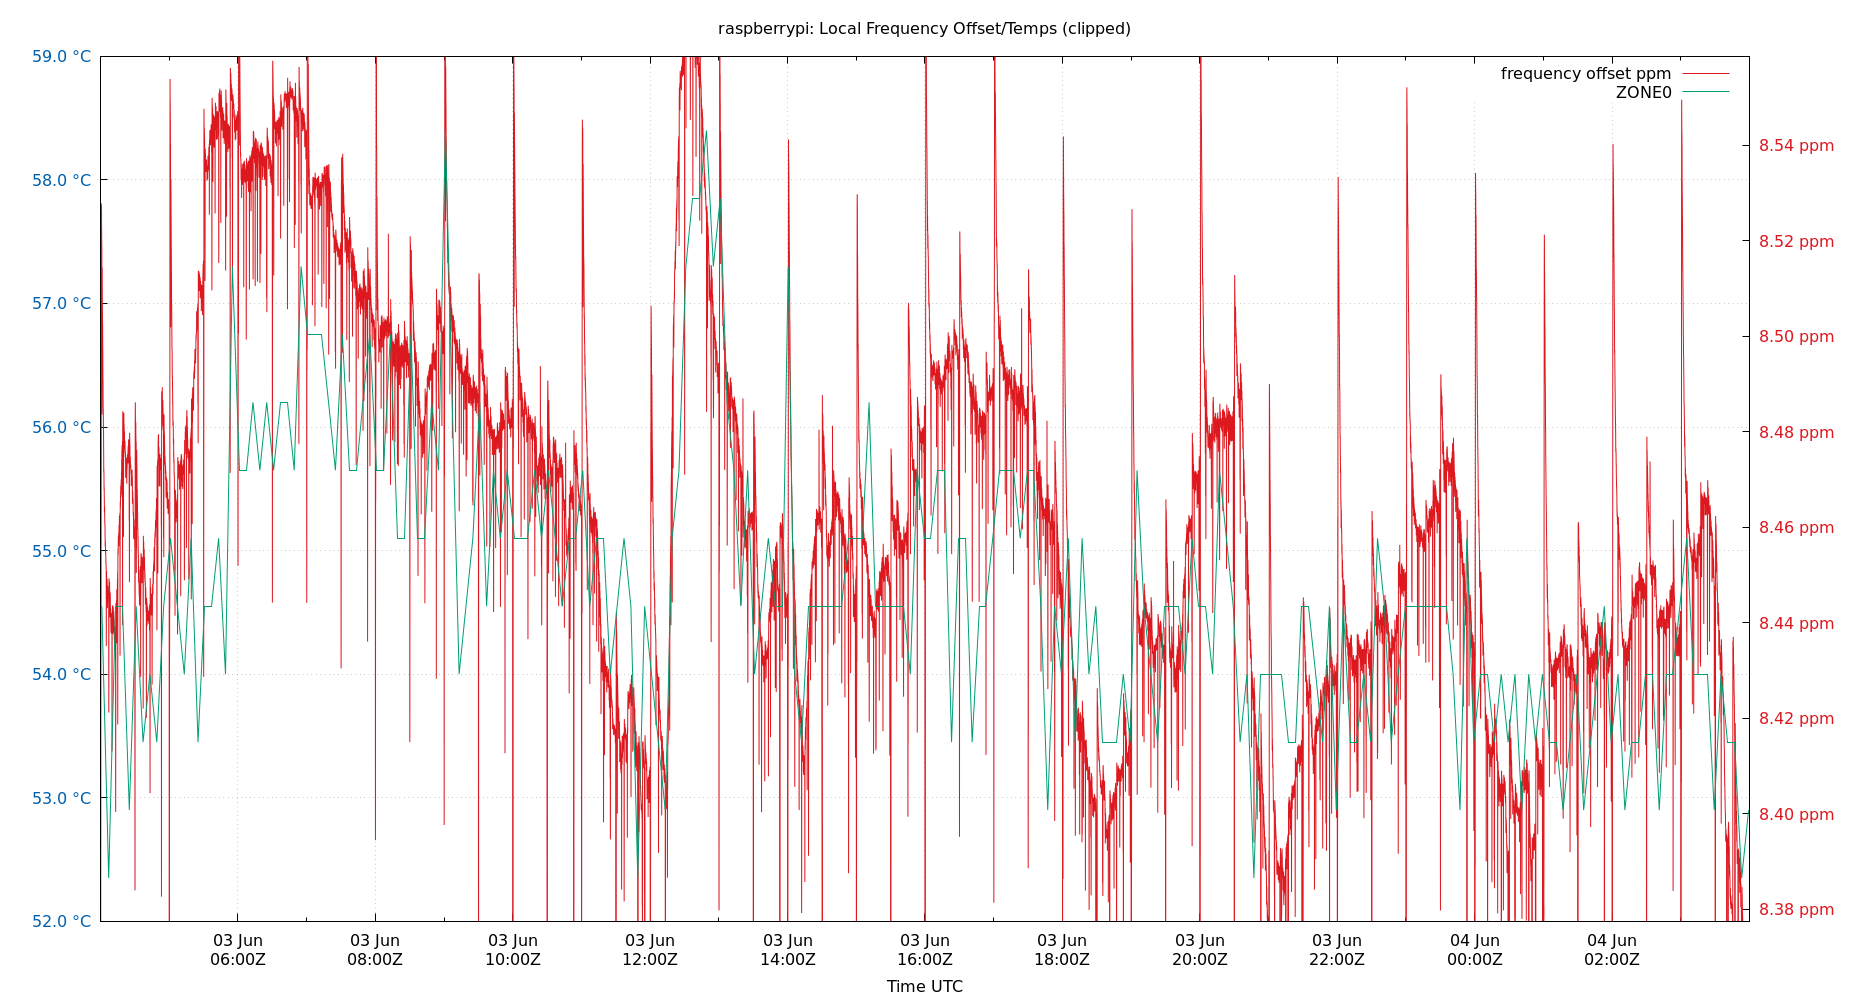 raspberrypi: Local Frequency Offset/Temps (clipped)
frequency offset ppm
ZONE0
59.0 °C
58.0 °C
57.0 °C
56.0 °C
55.0 °C
54.0 °C
53.0 °C
52.0 °C
8.54 ppm
8.52 ppm
8.50 ppm
8.48 ppm
8.46 ppm
8.44 ppm
8.42 ppm
8.40 ppm
8.38 ppm
03 Jun
06:00Z
03 Jun
08:00Z
03 Jun
10:00Z
03 Jun
12:00Z
03 Jun
14:00Z
03 Jun
16:00Z
03 Jun
18:00Z
03 Jun
20:00Z
03 Jun
22:00Z
04 Jun
00:00Z
04 Jun
02:00Z
Time UTC